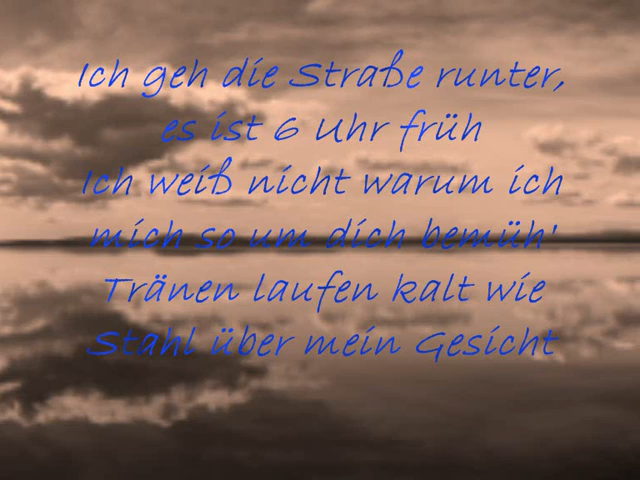 Ich geh die Straße runter,
es ist 6 Uhr früh
Ich weiß nicht warum ich
mich so um dich bemüh'
Tränen laufen kalt wie
Stahl über mein Gesicht